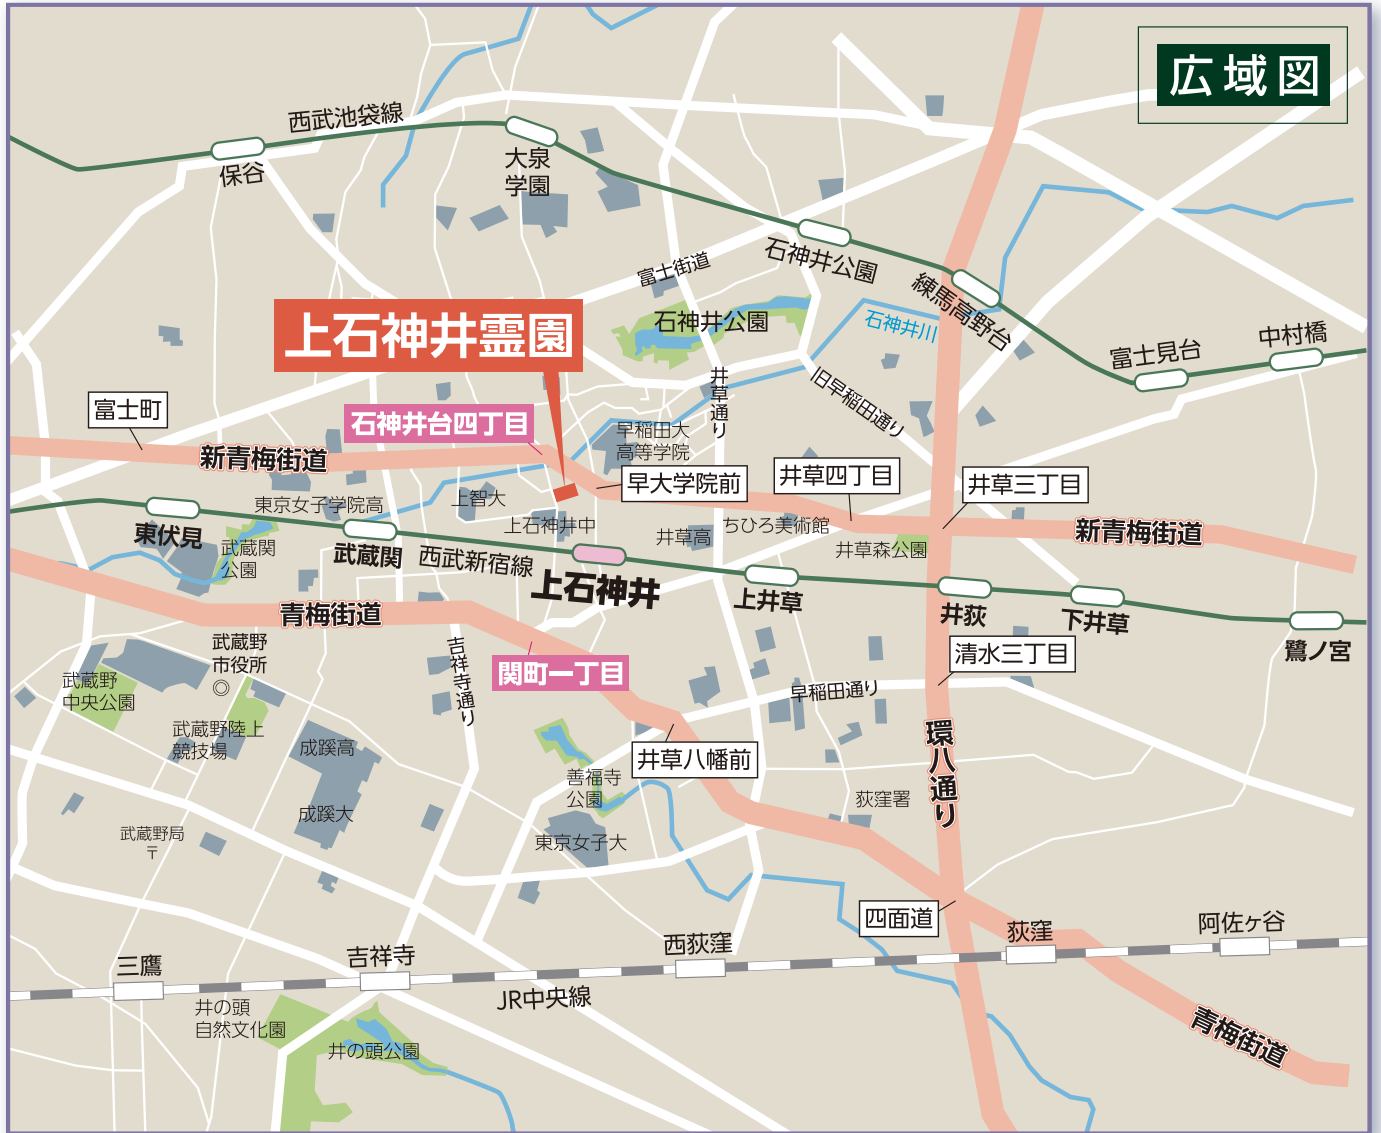 広域図
西武池袋線
保谷
大泉
学園
石神井公園
富士街道
練馬高野台
石神井公園
石神井川
上石神井霊園
富士見台
中村橋
井草通り
旧早稲田通り
富士町
石神井台四丁目
新青梅街道
早稲田大
高等学院
早大学院前
井草四丁目
井草三丁目
東京女子学院高
上智大
上石神井中
井草高
ちひろ美術館
井草森公園
新青梅街道
東伏見
武蔵関
公園
武蔵関
西武新宿線
上石神井
上井草
井荻
下井草
鷺ノ宮
青梅街道
武蔵野
市役所
◎
吉祥寺通り
関町一丁目
清水三丁目
武蔵野
中央公園
早稲田通り
武蔵野陸上
競技場
成蹊高
井草八幡前
環八通り
善福寺
公園
荻窪署
成蹊大
武蔵野局
〒
東京女子大
四面道
荻窪
阿佐ヶ谷
西荻窪
吉祥寺
三鷹
JR中央線
井の頭
自然文化園
井の頭公園
青梅街道